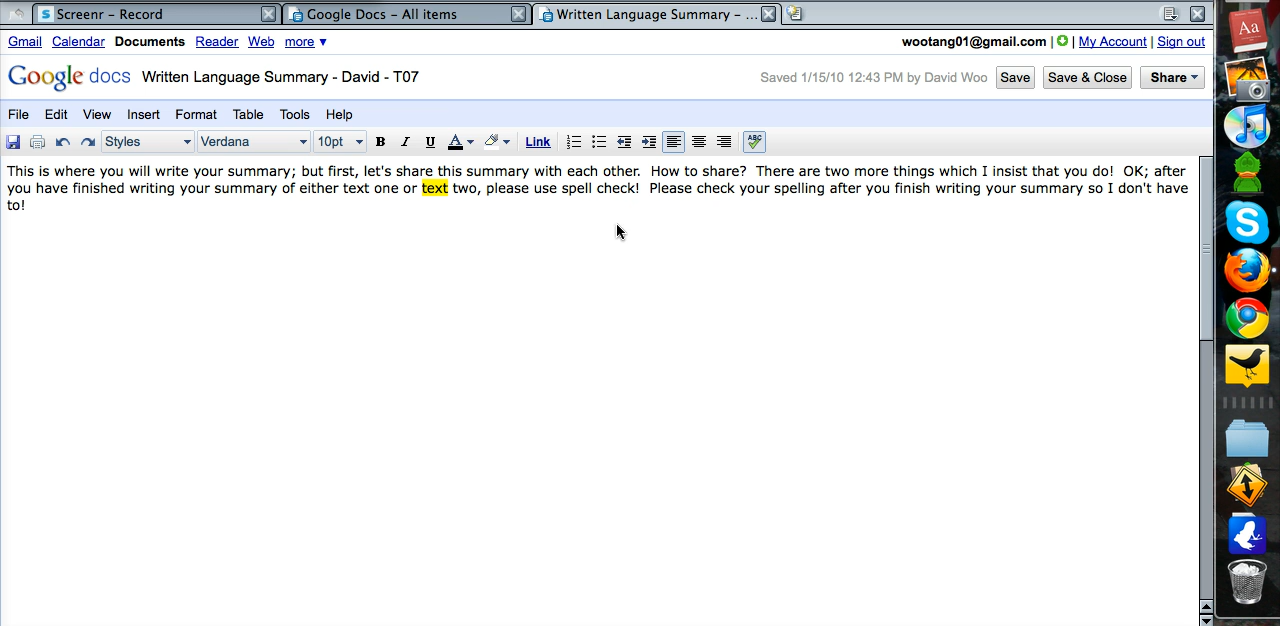 Screenr - Record
Google Docs - All items
Written Language Summary - ...
Gmail Calendar Documents Reader Web more ▼
wootang01@gmail.com | | My Account | Sign out
Google docs Written Language Summary - David - T07
Saved 1/15/10 12:43 PM by David Woo Save Save & Close Share
File Edit View Insert Format Table Tools Help
Styles Verdana 10pt B I U A Link ABC
This is where you will write your summary; but first, let's share this summary with each other. How to share? There are two more things which I insist that you do! OK; after
you have finished writing your summary of either text one or text two, please use spell check! Please check your spelling after you finish writing your summary so I don't have
to!
Aa
S